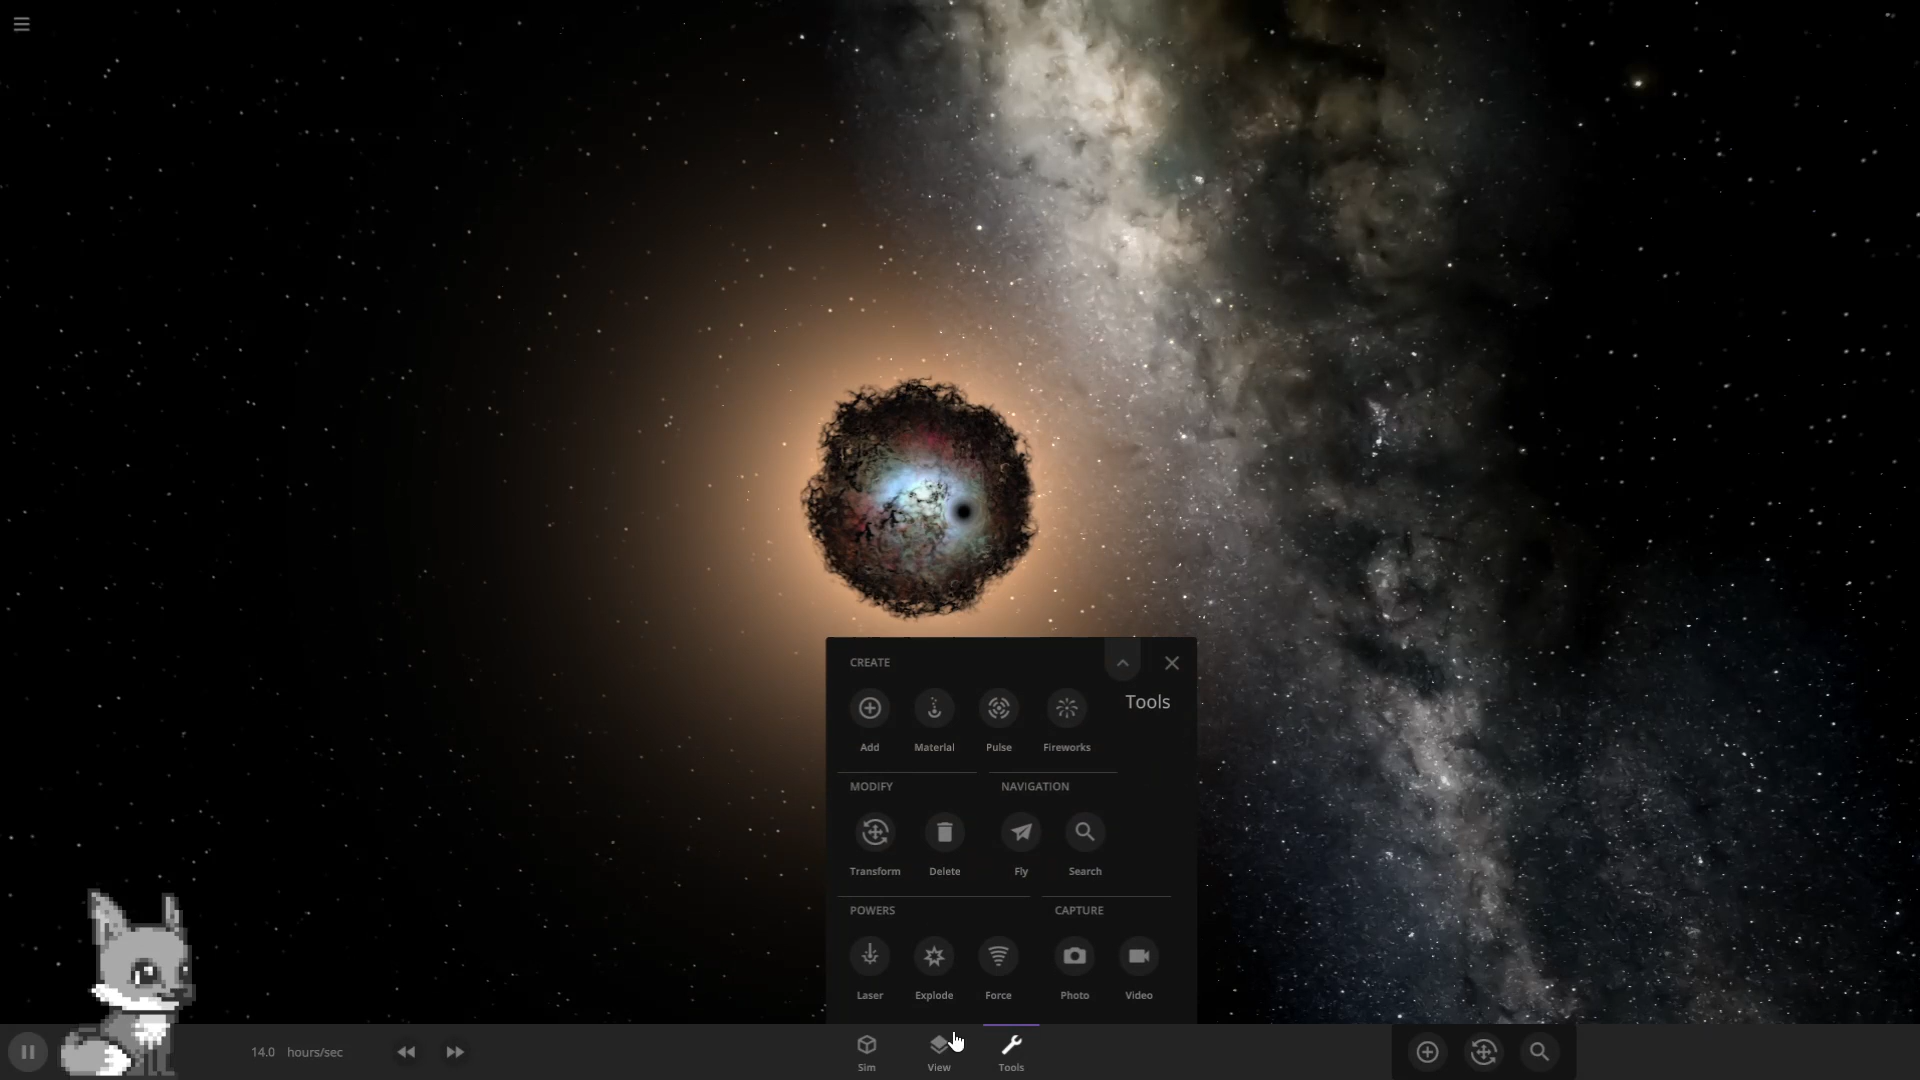 CREATE
Tools
Add
Material
Pulse
Fireworks
MODIFY
NAVIGATION
Transform
Delete
Fly
Search
POWERS
CAPTURE
Laser
Explode
Force
Photo
Video
14.0 hours/sec
Sim
View
Tools